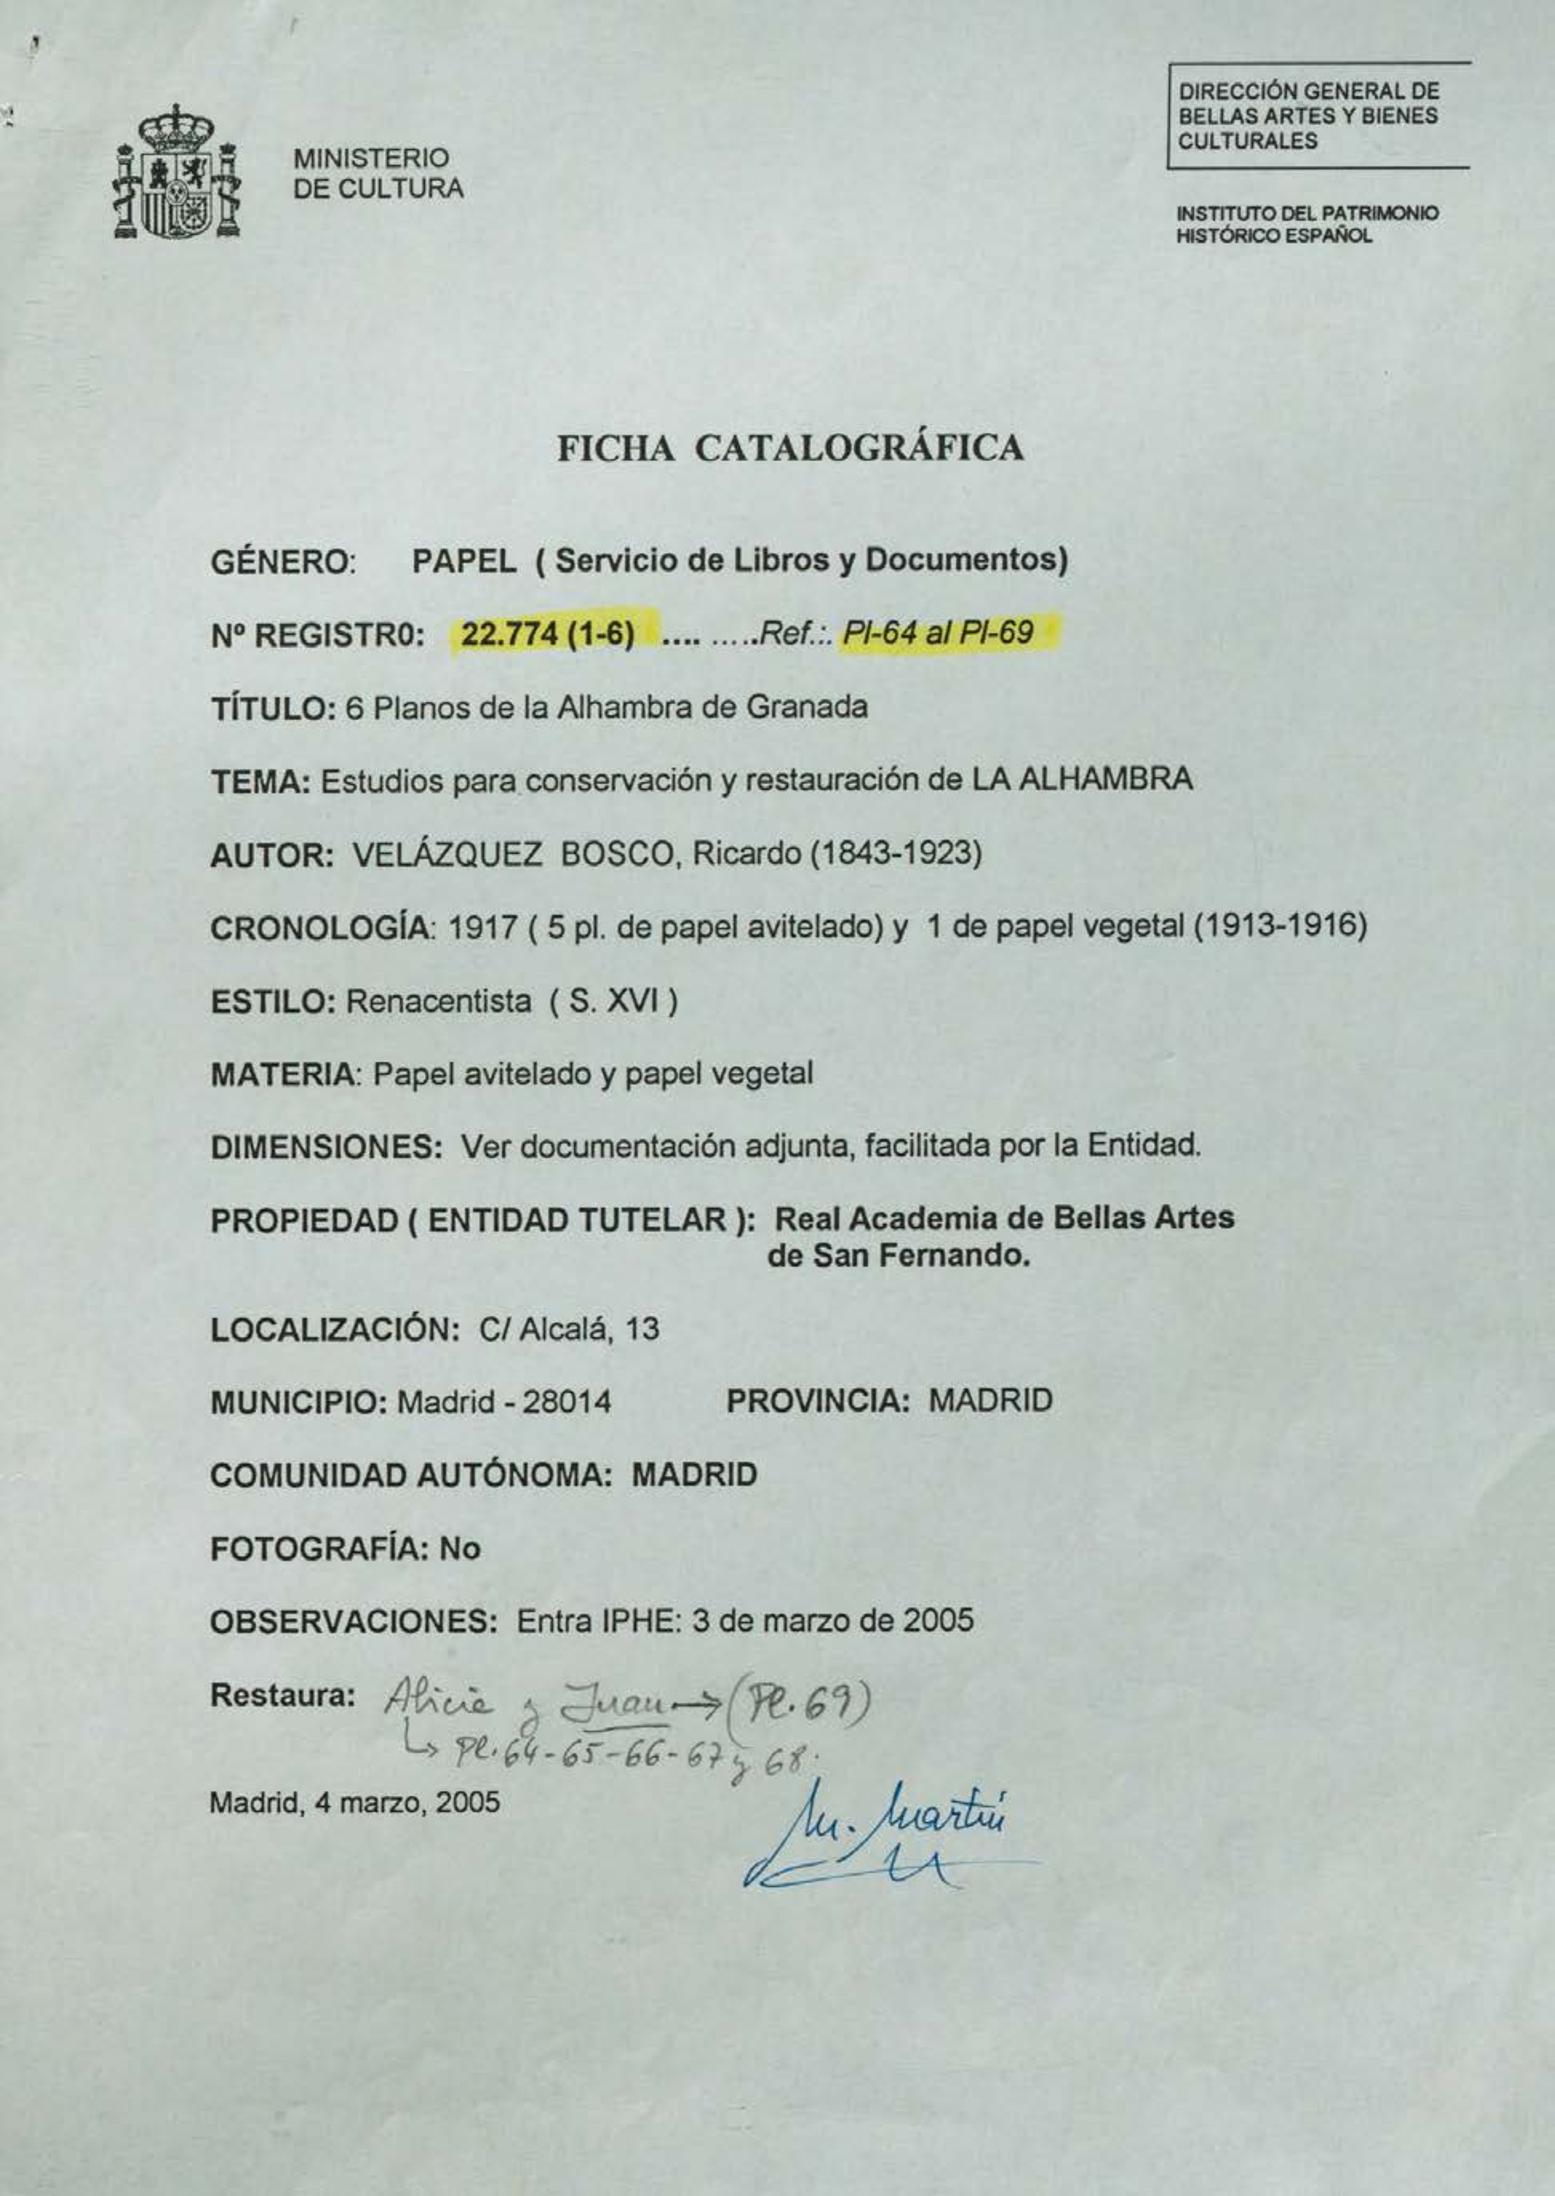 MINISTERIO
DE CULTURA
DIRECCIÓN GENERAL DE
BELLAS ARTES Y BIENES
CULTURALES
INSTITUTO DEL PATRIMONIO
HISTÓRICO ESPAÑOL
FICHA CATALOGRÁFICA
GÉNERO: PAPEL ( Servicio de Libros y Documentos)
Nº REGISTR0: 22.774 (1-6) .... .....Ref.:. Pl-64 al Pl-69
TÍTULO: 6 Planos de la Alhambra de Granada
TEMA: Estudios para conservación y restauración de LA ALHAMBRA
AUTOR: VELÁZQUEZ BOSCO, Ricardo (1843-1923)
CRONOLOGÍA: 1917 ( 5 pl. de papel avitelado) y 1 de papel vegetal (1913-1916)
ESTILO: Renacentista ( S. XVI )
MATERIA: Papel avitelado y papel vegetal
DIMENSIONES: Ver documentación adjunta, facilitada por la Entidad.
PROPIEDAD ( ENTIDAD TUTELAR ): Real Academia de Bellas Artes
de San Fernando.
LOCALIZACIÓN: C/ Alcalá, 13
MUNICIPIO: Madrid - 28014 PROVINCIA: MADRID
COMUNIDAD AUTÓNOMA: MADRID
FOTOGRAFÍA: No
OBSERVACIONES: Entra IPHE: 3 de marzo de 2005
Restaura: Alicia y Juan → (Pl. 69)
↳ Pl. 64-65-66-67 y 68.
Madrid, 4 marzo, 2005
M. Martín